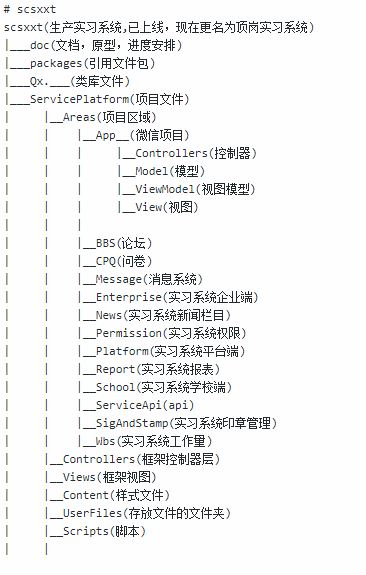 # scsxxt
scsxxt(生产实习系统,已上线，现在更名为顶岗实习系统)
|___doc(文档，原型，进度安排)
|___packages(引用文件包)
|___Qx.___(类库文件)
|___ServicePlatform(项目文件)
|     |__Areas(项目区域)
|     |    |__App__(微信项目)
|     |    |     |__Controllers(控制器)
|     |    |     |__Model(模型)
|     |    |     |__ViewModel(视图模型)
|     |    |     |__View(视图)
|     |    |
|     |    |__BBS(论坛)
|     |    |__CPQ(问卷)
|     |    |__Message(消息系统)
|     |    |__Enterprise(实习系统企业端)
|     |    |__News(实习系统新闻栏目)
|     |    |__Permission(实习系统权限)
|     |    |__Platform(实习系统平台端)
|     |    |__Report(实习系统报表)
|     |    |__School(实习系统学校端)
|     |    |__ServiceApi(api)
|     |    |__SigAndStamp(实习系统印章管理)
|     |    |__Wbs(实习系统工作量)
|     |__Controllers(框架控制器层)
|     |__Views(框架视图)
|     |__Content(样式文件)
|     |__UserFiles(存放文件的文件夹)
|     |__Scripts(脚本)
|     |